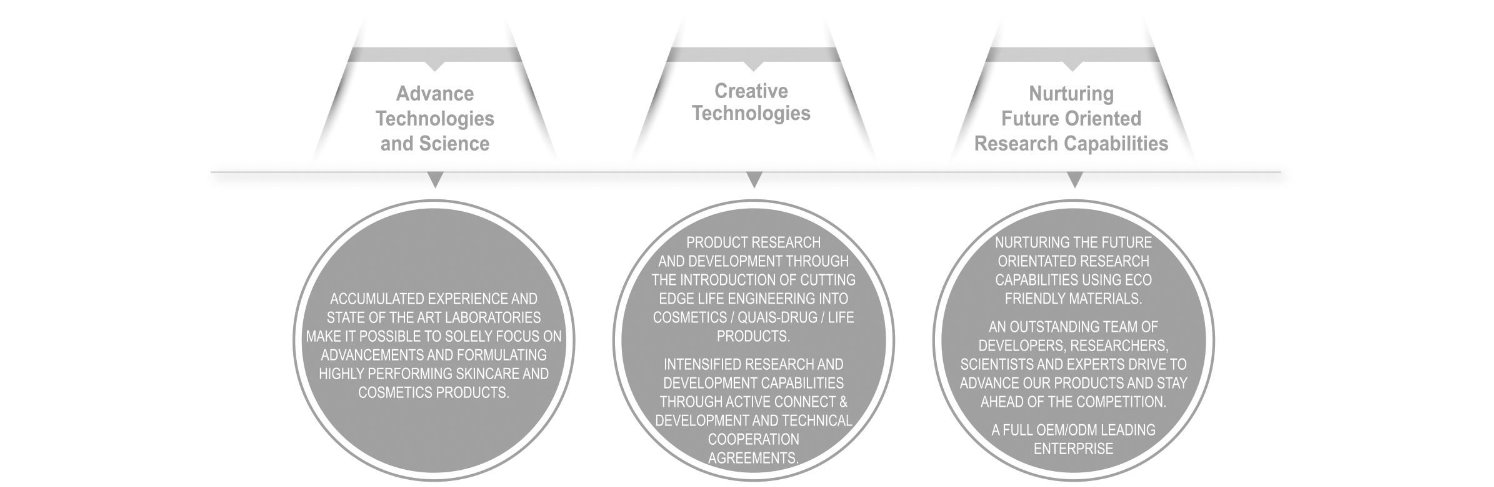 Advance
Technologies
and Science
Creative
Technologies
Nurturing
Future Oriented
Research Capabilities
ACCUMULATED EXPERIENCE AND
STATE OF THE ART LABORATORIES
MAKE IT POSSIBLE TO SOLELY FOCUS ON
ADVANCEMENTS AND FORMULATING
HIGHLY PERFORMING SKINCARE AND
COSMETICS PRODUCTS.
PRODUCT RESEARCH
AND DEVELOPMENT THROUGH
THE INTRODUCTION OF CUTTING
EDGE LIFE ENGINEERING INTO
COSMETICS / QUAIS-DRUG / LIFE
PRODUCTS.
INTENSIFIED RESEARCH AND
DEVELOPMENT CAPABILITIES
THROUGH ACTIVE CONNECT &
DEVELOPMENT AND TECHNICAL
COOPERATION
AGREEMENTS.
NURTURING THE FUTURE
ORIENTATED RESEARCH
CAPABILITIES USING ECO
FRIENDLY MATERIALS.
AN OUTSTANDING TEAM OF
DEVELOPERS, RESEARCHERS,
SCIENTISTS AND EXPERTS DRIVE TO
ADVANCE OUR PRODUCTS AND STAY
AHEAD OF THE COMPETITION.
A FULL OEM/ODM LEADING
ENTERPRISE